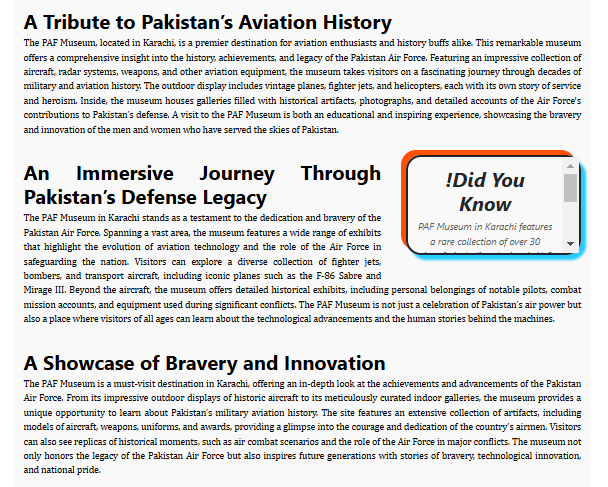 A Tribute to Pakistan's Aviation History
The PAF Museum, located in Karachi, is a premier destination for aviation enthusiasts and history buffs alike. This remarkable museum
offers a comprehensive insight into the history, achievements, and legacy of the Pakistan Air Force. Featuring an impressive collection of
aircraft, radar systems, weapons, and other aviation equipment, the museum takes visitors on a fascinating journey through decades of
military and aviation history. The outdoor display includes vintage planes, fighter jets, and helicopters, each with its own story of service
and heroism. Inside, the museum houses galleries filled with historical artifacts, photographs, and detailed accounts of the Air Force's
contributions to Pakistan's defense. A visit to the PAF Museum is both an educational and inspiring experience, showcasing the bravery
and innovation of the men and women who have served the skies of Pakistan.
An Immersive Journey Through
Pakistan's Defense Legacy
The PAF Museum in Karachi stands as a testament to the dedication and bravery of the
Pakistan Air Force. Spanning a vast area, the museum features a wide range of exhibits
that highlight the evolution of aviation technology and the role of the Air Force in
safeguarding the nation. Visitors can explore a diverse collection of fighter jets,
bombers, and transport aircraft, including iconic planes such as the F-86 Sabre and
Mirage III. Beyond the aircraft, the museum offers detailed historical exhibits, including personal belongings of notable pilots, combat
mission accounts, and equipment used during significant conflicts. The PAF Museum is not just a celebration of Pakistan's air power but
also a place where visitors of all ages can learn about the technological advancements and the human stories behind the machines.
!Did You
Know
PAF Museum in Karachi features
a rare collection of over 30
A Showcase of Bravery and Innovation
The PAF Museum is a must-visit destination in Karachi, offering an in-depth look at the achievements and advancements of the Pakistan
Air Force. From its impressive outdoor displays of historic aircraft to its meticulously curated indoor galleries, the museum provides a
unique opportunity to learn about Pakistan's military aviation history. The site features an extensive collection of artifacts, including
models of aircraft, weapons, uniforms, and awards, providing a glimpse into the courage and dedication of the country's airmen. Visitors
can also see replicas of historical moments, such as air combat scenarios and the role of the Air Force in major conflicts. The museum not
only honors the legacy of the Pakistan Air Force but also inspires future generations with stories of bravery, technological innovation,
and national pride.